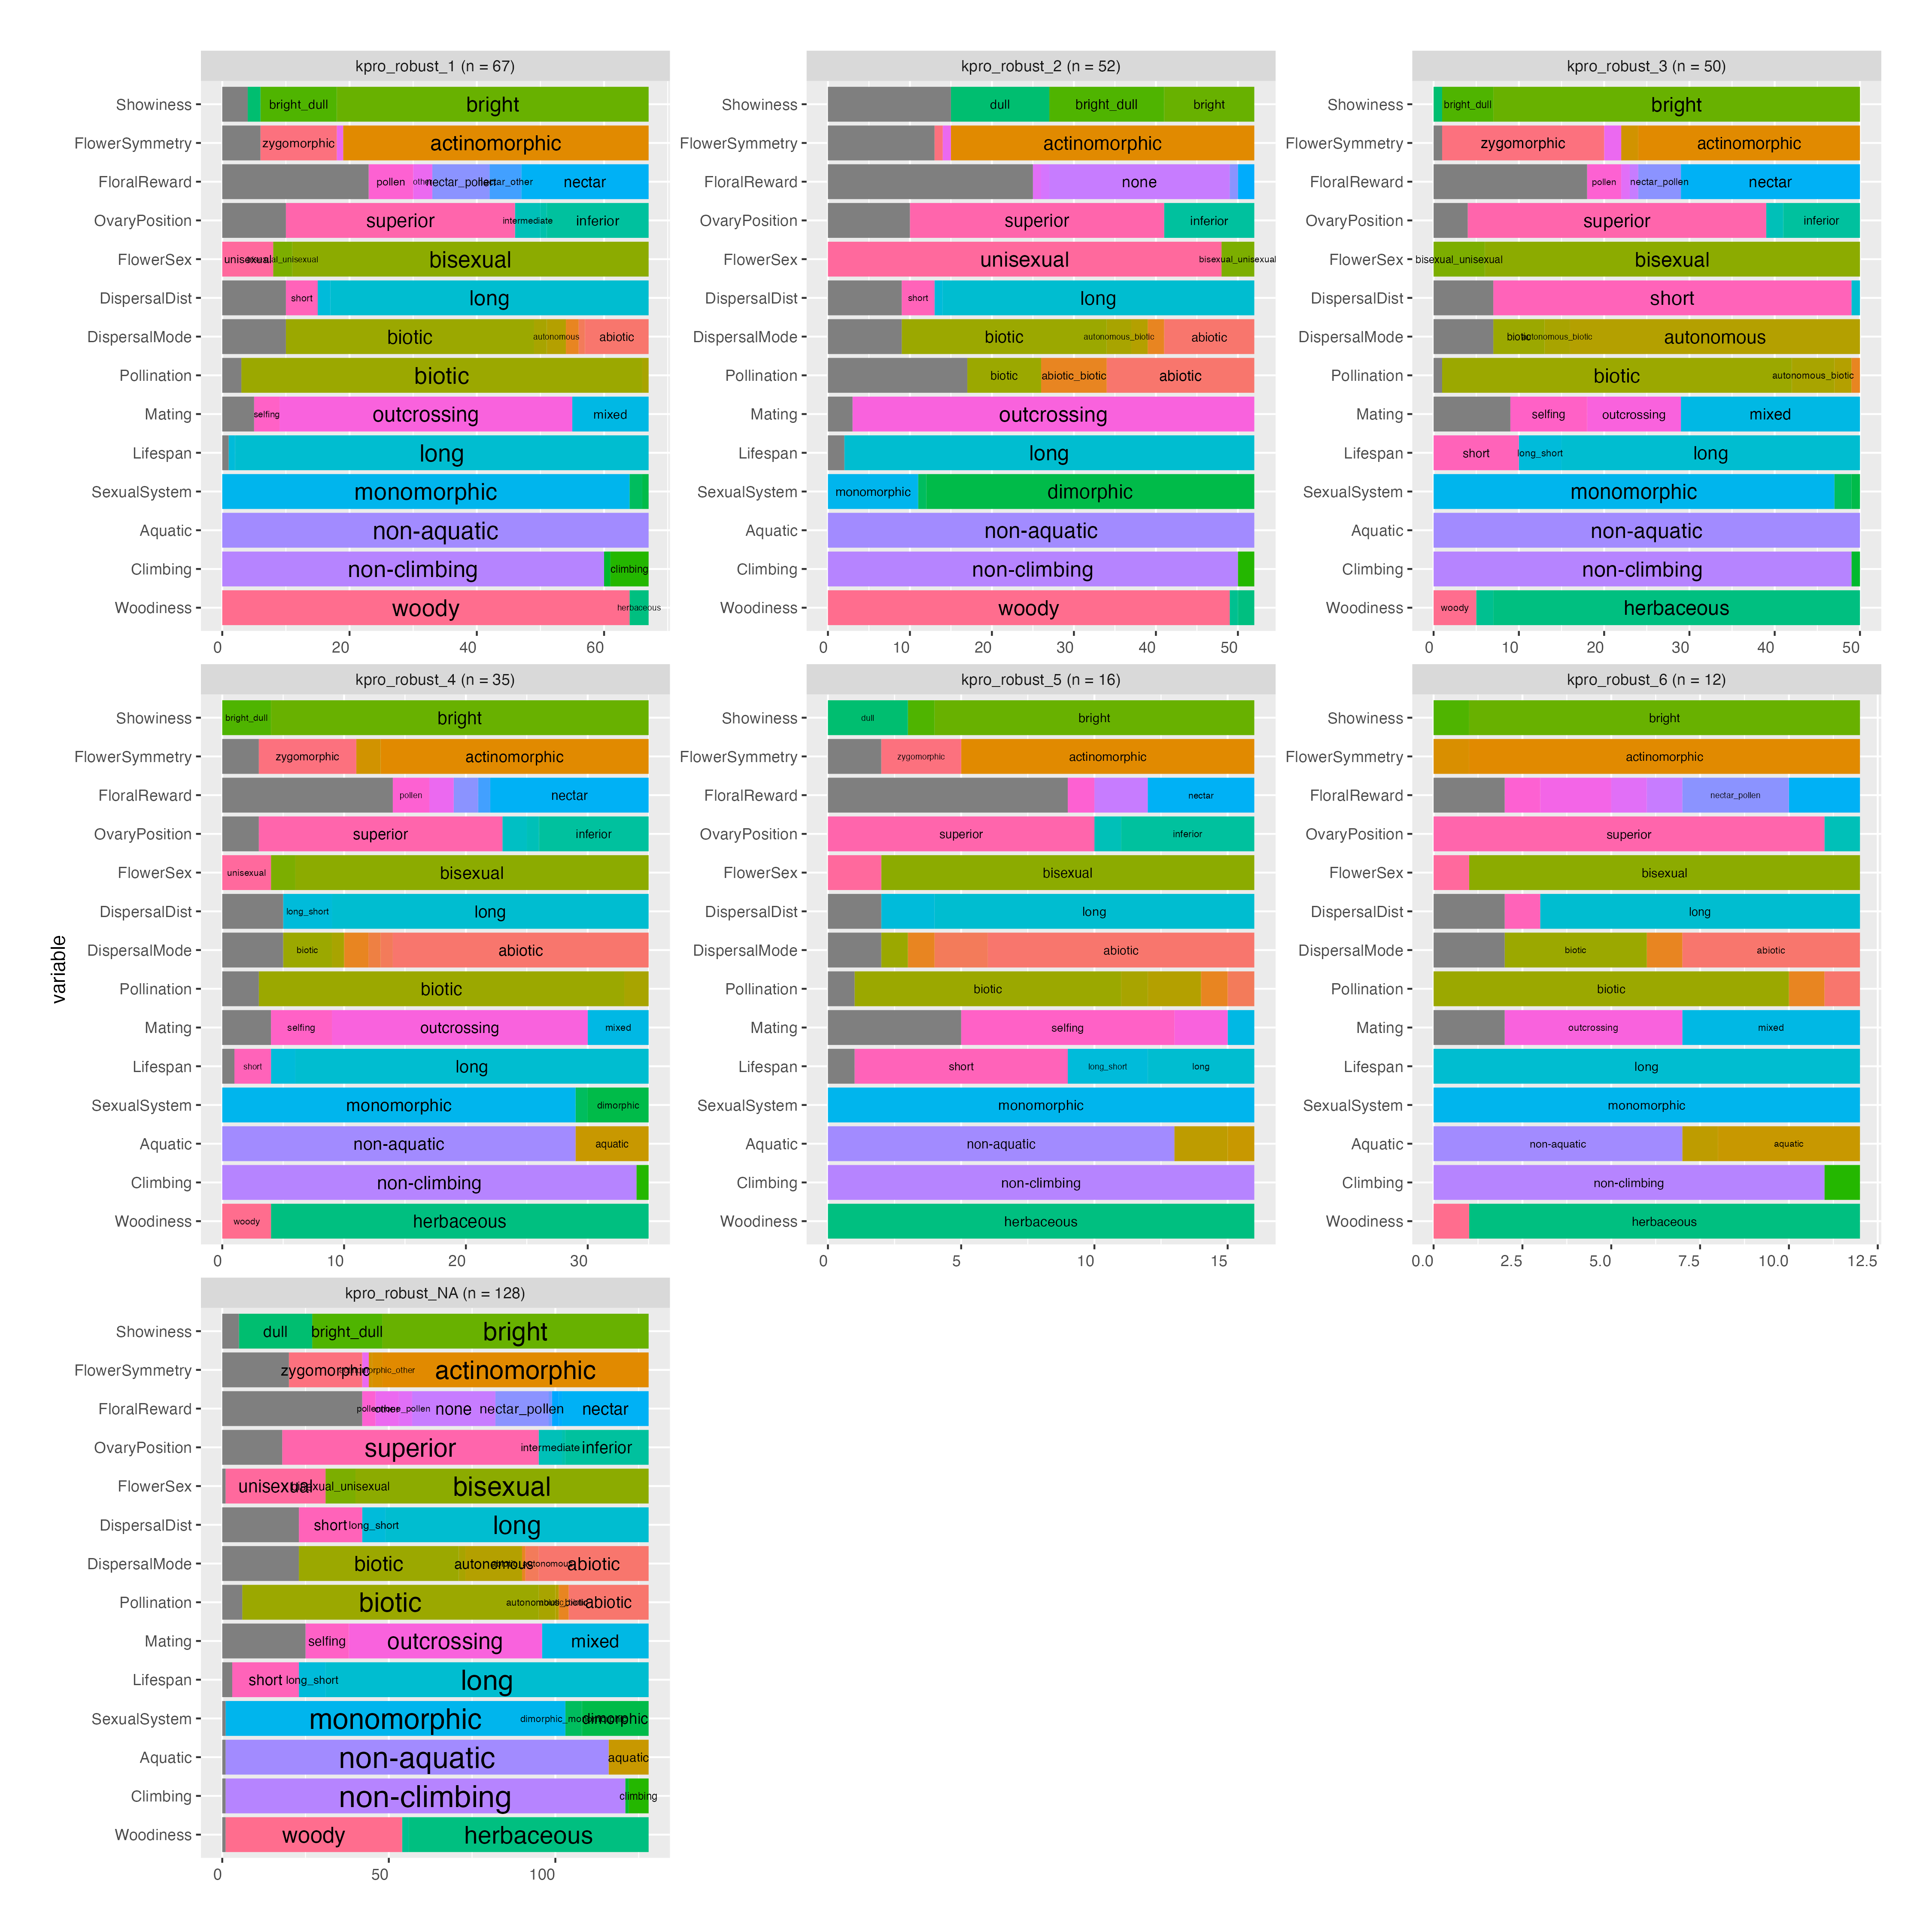 kpro_robust_1 (n = 67)
Showiness bright_dull bright
FlowerSymmetry zygomorphic actinomorphic
FloralReward pollen other nectar_pollen nectar_other nectar
OvaryPosition superior intermediate inferior
FlowerSex unisexual bisexual_unisexual bisexual
DispersalDist short long
DispersalMode biotic autonomous abiotic
Pollination biotic
Mating selfing outcrossing mixed
Lifespan long
SexualSystem monomorphic
Aquatic non-aquatic
Climbing non-climbing climbing
Woodiness woody herbaceous
0 20 40 60
kpro_robust_2 (n = 52)
Showiness dull bright_dull bright
FlowerSymmetry actinomorphic
FloralReward none
OvaryPosition superior inferior
FlowerSex unisexual bisexual_unisexual
DispersalDist short long
DispersalMode biotic autonomous_biotic abiotic
Pollination biotic abiotic_biotic abiotic
Mating outcrossing
Lifespan long
SexualSystem monomorphic dimorphic
Aquatic non-aquatic
Climbing non-climbing
Woodiness woody
0 10 20 30 40 50
kpro_robust_3 (n = 50)
Showiness bright_dull bright
FlowerSymmetry zygomorphic actinomorphic
FloralReward pollen nectar_pollen nectar
OvaryPosition superior inferior
FlowerSex bisexual_unisexual bisexual
DispersalDist short
DispersalMode biotic autonomous_biotic autonomous
Pollination biotic autonomous_biotic
Mating selfing outcrossing mixed
Lifespan short long_short long
SexualSystem monomorphic
Aquatic non-aquatic
Climbing non-climbing
Woodiness woody herbaceous
0 10 20 30 40 50
variable
kpro_robust_4 (n = 35)
Showiness bright_dull bright
FlowerSymmetry zygomorphic actinomorphic
FloralReward pollen nectar
OvaryPosition superior inferior
FlowerSex unisexual bisexual
DispersalDist long_short long
DispersalMode biotic abiotic
Pollination biotic
Mating selfing outcrossing mixed
Lifespan short long
SexualSystem monomorphic dimorphic
Aquatic non-aquatic aquatic
Climbing non-climbing
Woodiness woody herbaceous
0 10 20 30
kpro_robust_5 (n = 16)
Showiness dull bright
FlowerSymmetry zygomorphic actinomorphic
FloralReward nectar
OvaryPosition superior inferior
FlowerSex bisexual
DispersalDist long
DispersalMode abiotic
Pollination biotic
Mating selfing
Lifespan short long_short long
SexualSystem monomorphic
Aquatic non-aquatic
Climbing non-climbing
Woodiness herbaceous
0 5 10 15
kpro_robust_6 (n = 12)
Showiness bright
FlowerSymmetry actinomorphic
FloralReward nectar_pollen
OvaryPosition superior
FlowerSex bisexual
DispersalDist long
DispersalMode biotic abiotic
Pollination biotic
Mating outcrossing mixed
Lifespan long
SexualSystem monomorphic
Aquatic non-aquatic aquatic
Climbing non-climbing
Woodiness herbaceous
0.0 2.5 5.0 7.5 10.0 12.5
kpro_robust_NA (n = 128)
Showiness dull bright_dull bright
FlowerSymmetry zygomorphic actinomorphic
FloralReward none nectar_pollen nectar
OvaryPosition superior intermediate inferior
FlowerSex unisexual bisexual_unisexual bisexual
DispersalDist short long_short long
DispersalMode biotic autonomous abiotic
Pollination biotic abiotic
Mating selfing outcrossing mixed
Lifespan short long_short long
SexualSystem monomorphic dimorphic
Aquatic non-aquatic aquatic
Climbing non-climbing climbing
Woodiness woody herbaceous
0 50 100